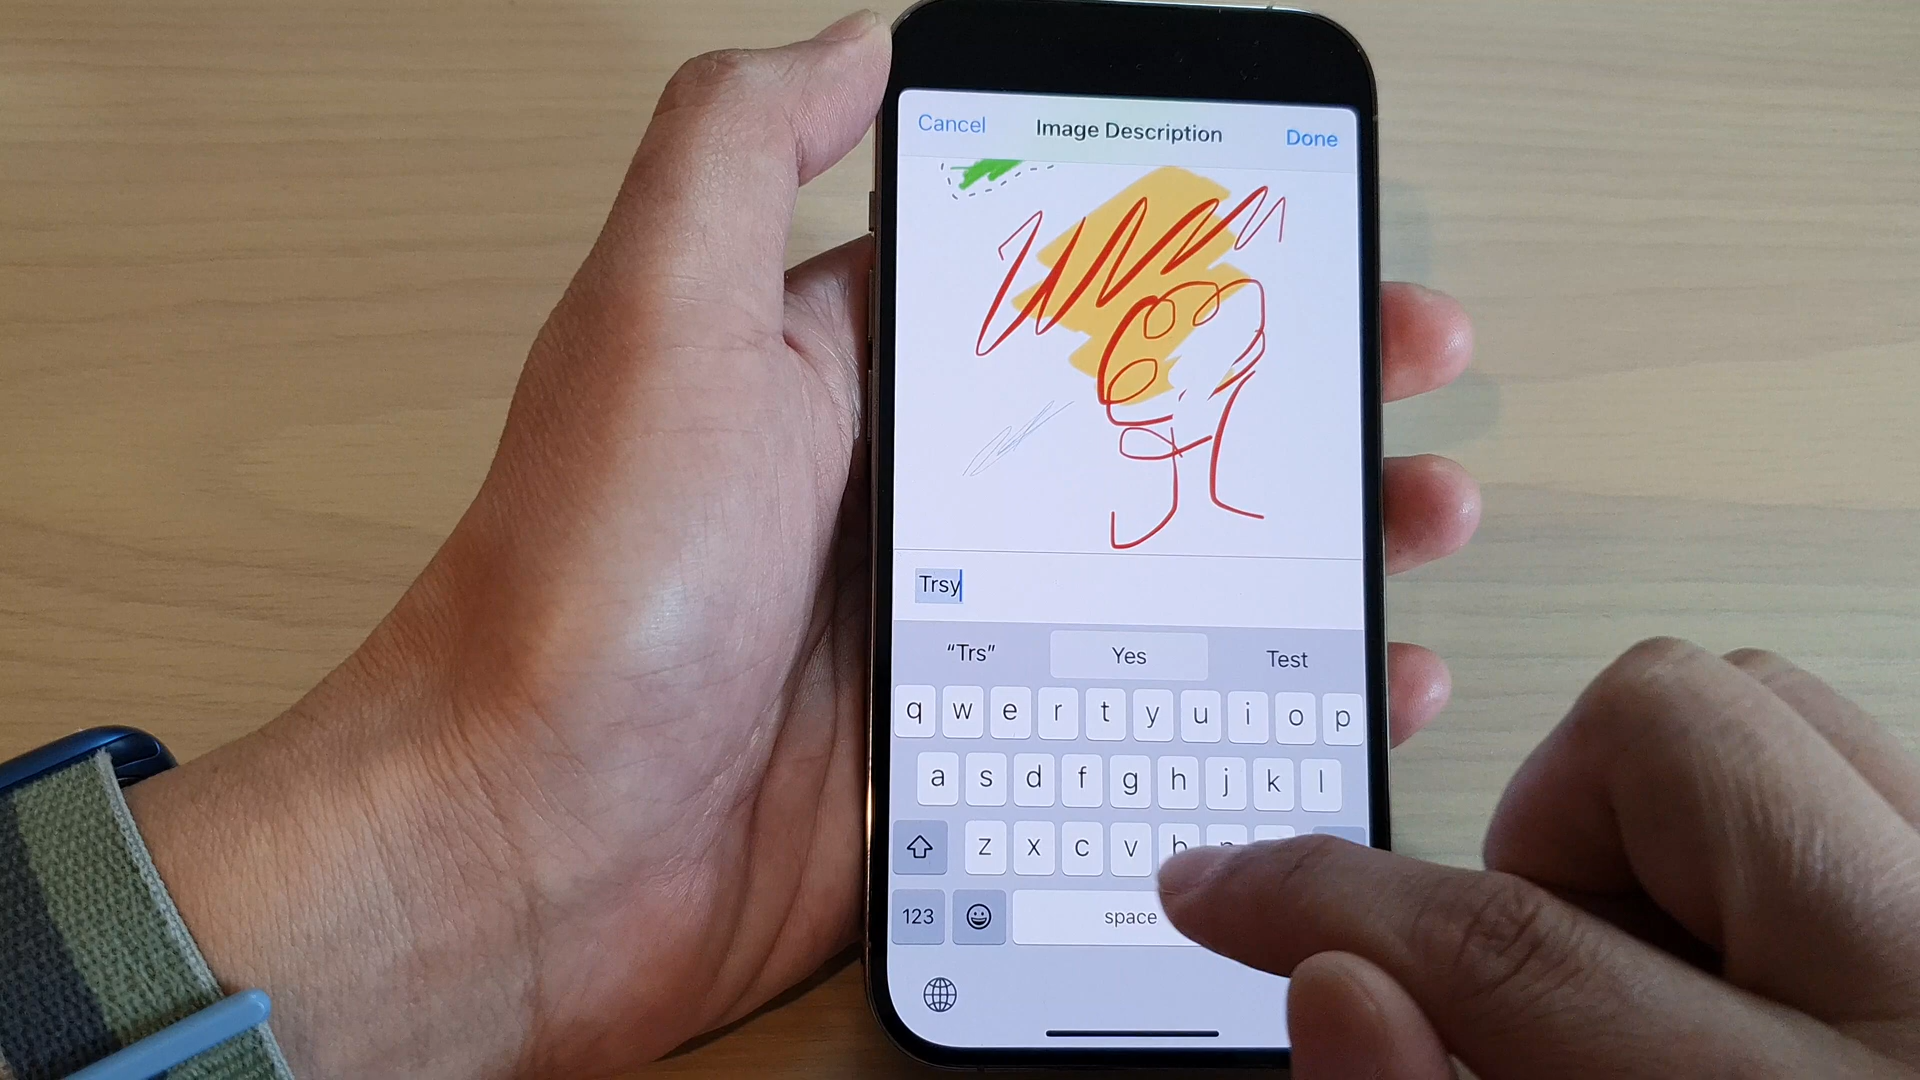 Cancel Image Description Done
Trsy
“Trs” Yes Test
q w e r t y u i o p
a s d f g h j k l
z x c v b
123 space